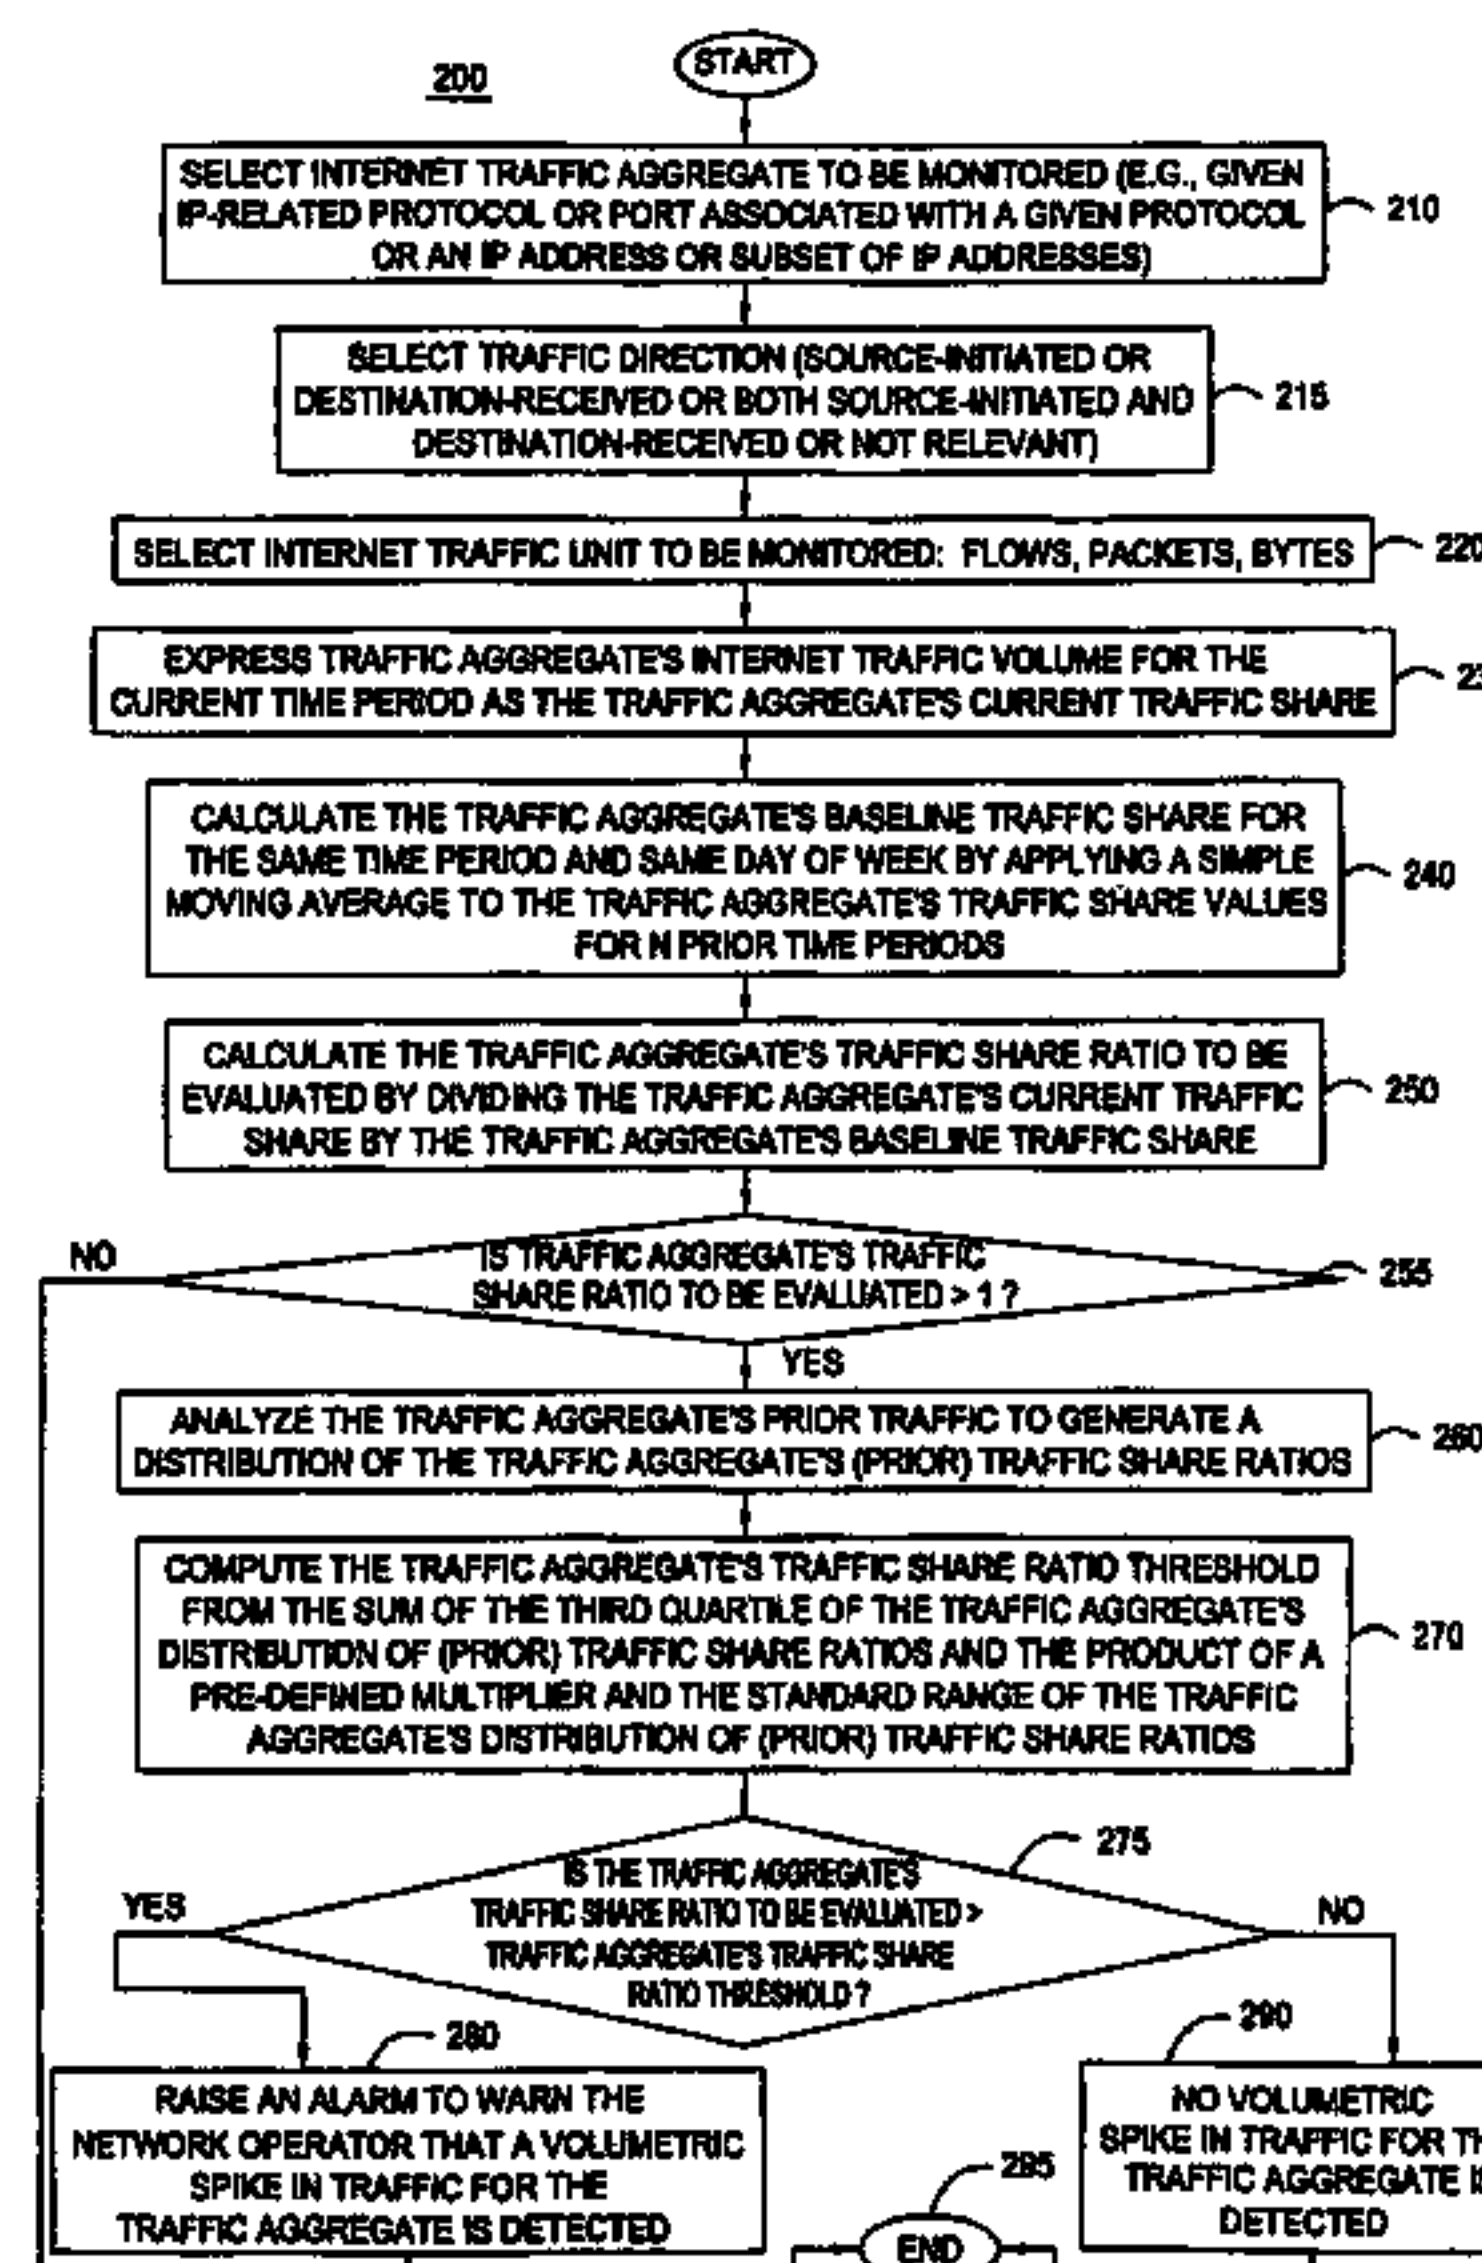 START
200
SELECT INTERNET TRAFFIC AGGREGATE TO BE MONITORED (E.G., GIVEN
IP-RELATED PROTOCOL OR PORT ASSOCIATED WITH A GIVEN PROTOCOL
OR AN IP ADDRESS OR SUBSET OF IP ADDRESSES)
210
SELECT TRAFFIC DIRECTION (SOURCE-INITIATED OR
DESTINATION-RECEIVED OR BOTH SOURCE-INITIATED AND
DESTINATION-RECEIVED OR NOT RELEVANT)
215
SELECT INTERNET TRAFFIC UNIT TO BE MONITORED: FLOWS, PACKETS, BYTES
220
EXPRESS TRAFFIC AGGREGATE'S INTERNET TRAFFIC VOLUME FOR THE
CURRENT TIME PERIOD AS THE TRAFFIC AGGREGATE'S CURRENT TRAFFIC SHARE
CALCULATE THE TRAFFIC AGGREGATE'S BASELINE TRAFFIC SHARE FOR
THE SAME TIME PERIOD AND SAME DAY OF WEEK BY APPLYING A SIMPLE
MOVING AVERAGE TO THE TRAFFIC AGGREGATE'S TRAFFIC SHARE VALUES
FOR N PRIOR TIME PERIODS
240
CALCULATE THE TRAFFIC AGGREGATE'S TRAFFIC SHARE RATIO TO BE
EVALUATED BY DIVIDING THE TRAFFIC AGGREGATE'S CURRENT TRAFFIC
SHARE BY THE TRAFFIC AGGREGATE'S BASELINE TRAFFIC SHARE
250
NO
IS TRAFFIC AGGREGATE'S TRAFFIC
SHARE RATIO TO BE EVALUATED > 1 ?
255
YES
ANALYZE THE TRAFFIC AGGREGATE'S PRIOR TRAFFIC TO GENERATE A
DISTRIBUTION OF THE TRAFFIC AGGREGATE'S (PRIOR) TRAFFIC SHARE RATIOS
260
COMPUTE THE TRAFFIC AGGREGATE'S TRAFFIC SHARE RATIO THRESHOLD
FROM THE SUM OF THE THIRD QUARTILE OF THE TRAFFIC AGGREGATE'S
DISTRIBUTION OF (PRIOR) TRAFFIC SHARE RATIOS AND THE PRODUCT OF A
PRE-DEFINED MULTIPLIER AND THE STANDARD RANGE OF THE TRAFFIC
AGGREGATE'S DISTRIBUTION OF (PRIOR) TRAFFIC SHARE RATIOS
270
275
IS THE TRAFFIC AGGREGATE'S
TRAFFIC SHARE RATIO TO BE EVALUATED >
TRAFFIC AGGREGATE'S TRAFFIC SHARE
RATIO THRESHOLD ?
YES
NO
280
RAISE AN ALARM TO WARN THE
NETWORK OPERATOR THAT A VOLUMETRIC
SPIKE IN TRAFFIC FOR THE
TRAFFIC AGGREGATE IS DETECTED
290
NO VOLUMETRIC
SPIKE IN TRAFFIC FOR
TRAFFIC AGGREGATE
DETECTED
295
END